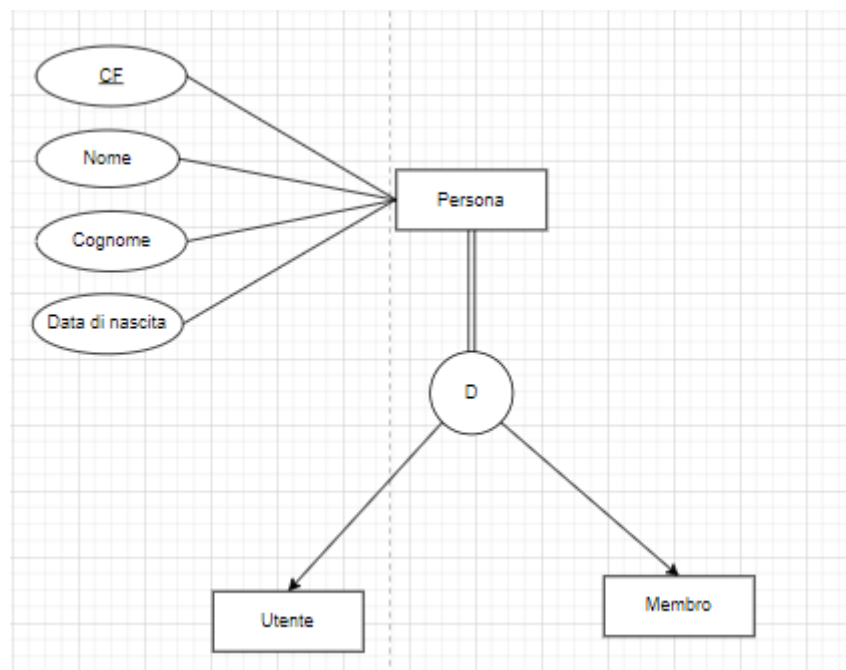 CF
Nome
Persona
Cognome
Data di nascita
D
Utente
Membro